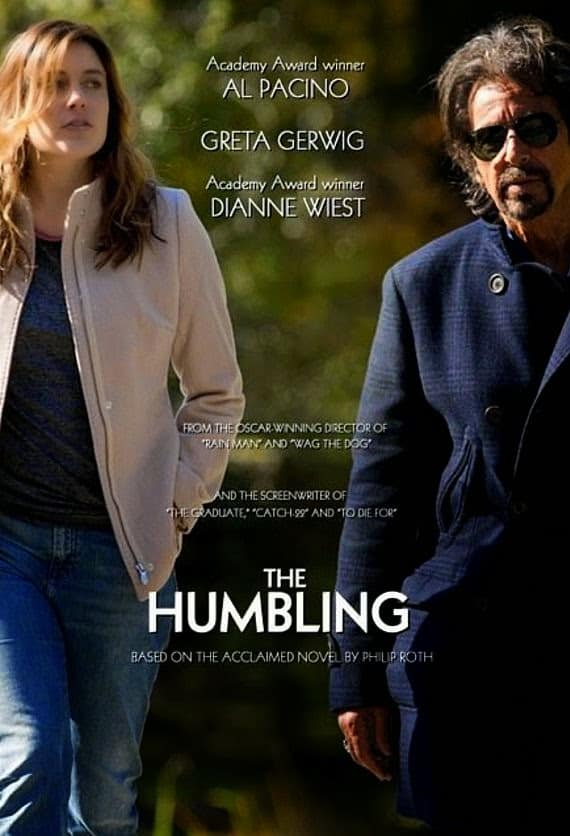 Academy Award winner
AL PACINO
GRETA GERWIG
Academy Award winner
DIANNE WIEST
FROM THE OSCAR-WINNING DIRECTOR OF
"RAIN MAN" AND "WAG THE DOG"
AND THE SCREENWRITER OF
"THE GRADUATE," "CATCH-22" AND "TO DIE FOR"
THE
HUMBLING
BASED ON THE ACCLAIMED NOVEL BY PHILIP ROTH